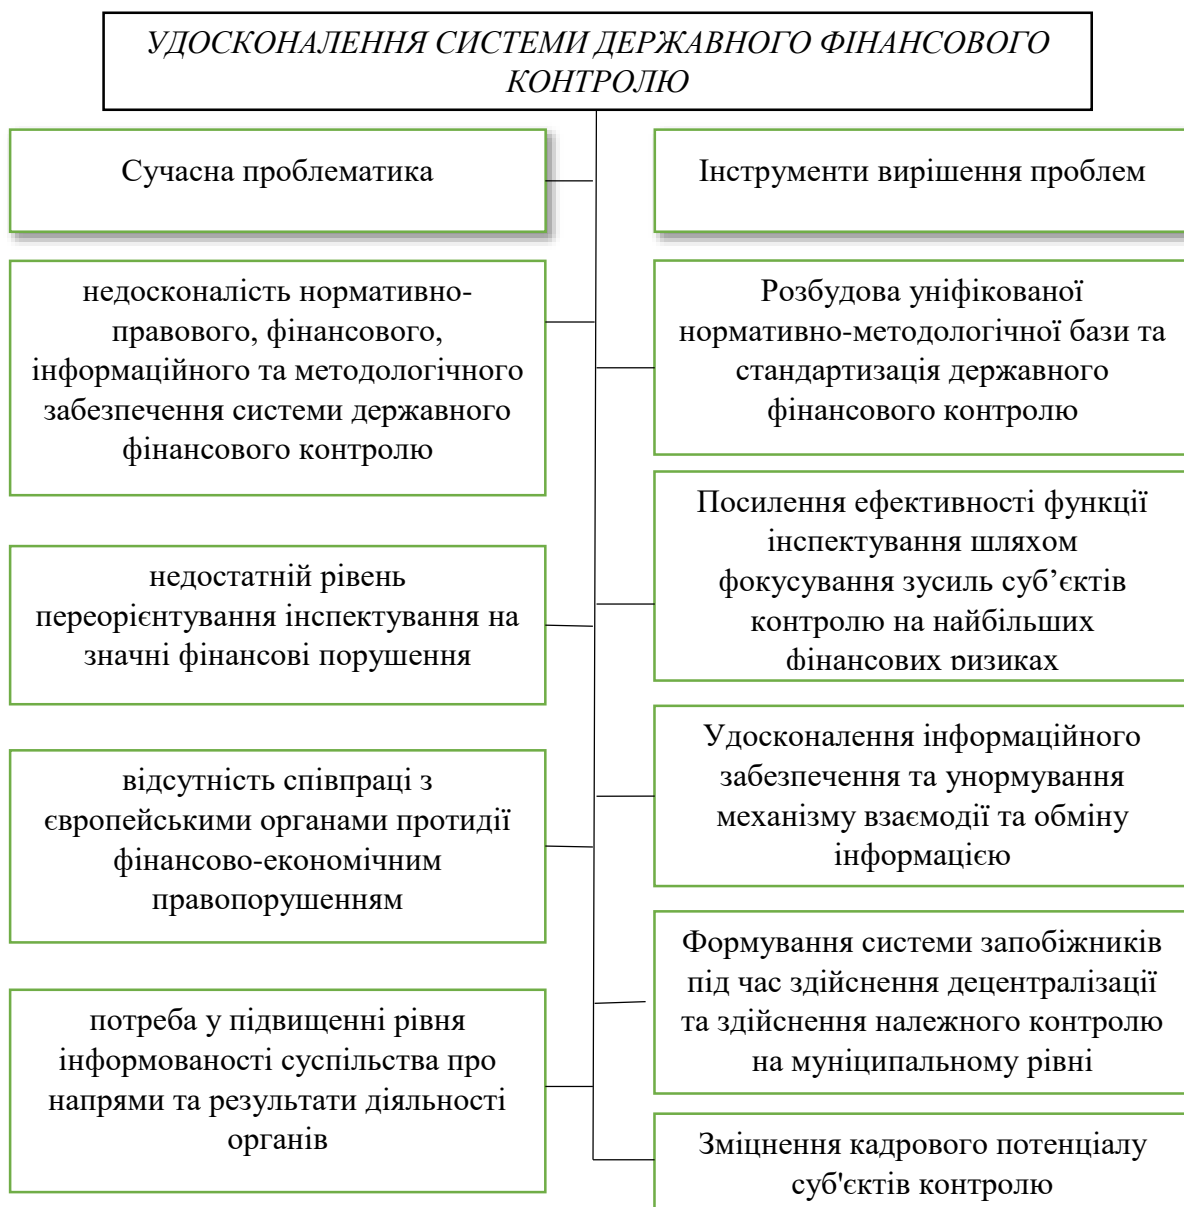 УДОСКОНАЛЕННЯ СИСТЕМИ ДЕРЖАВНОГО ФІНАНСОВОГО
КОНТРОЛЮ
Сучасна проблематика
недосконалість нормативно-
правового, фінансового,
інформаційного та методологічного
забезпечення системи державного
фінансового контролю
недостатній рівень
переорієнтування інспектування на
значні фінансові порушення
відсутність співпраці з
європейськими органами протидії
фінансово-економічним
правопорушенням
потреба у підвищенні рівня
інформованості суспільства про
напрями та результати діяльності
органів
Інструменти вирішення проблем
Розбудова уніфікованої
нормативно-методологічної бази та
стандартизація державного
фінансового контролю
Посилення ефективності функції
інспектування шляхом
фокусування зусиль суб’єктів
контролю на найбільших
фінансових ризиках
Удосконалення інформаційного
забезпечення та унормування
механізму взаємодії та обміну
інформацією
Формування системи запобіжників
під час здійснення децентралізації
та здійснення належного контролю
на муніципальному рівні
Зміцнення кадрового потенціалу
суб'єктів контролю